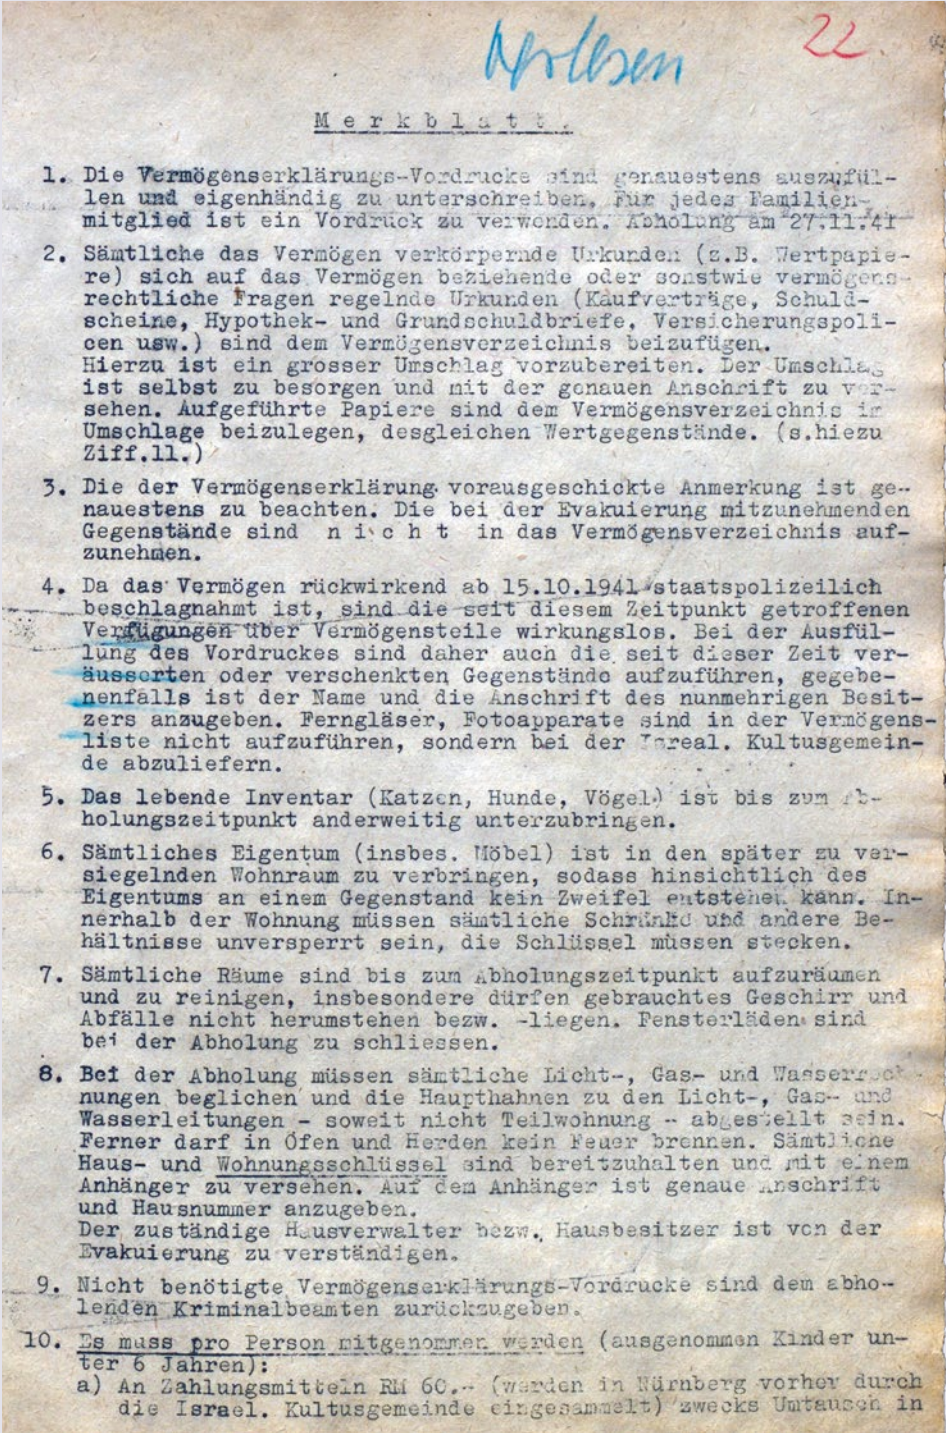 verlesen
22.
Merkblatt.
1. Die Vermögenserklärungs-Vordrucke sind genauestens auszufül-
len und eigenhändig zu unterschreiben. Für jedes Familien-
mitglied ist ein Vordruck zu verwenden. Abholung am 27.11.41
2. Sämtliche das Vermögen verkörpernde Urkunden (z.B. Wertpapie-
re) sich auf das Vermögen beziehende oder sonstwie vermögens-
rechtliche Fragen regelnde Urkunden (Kaufverträge, Schuld-
scheine, Hypothek- und Grundschuldbriefe, Versicherungspoli-
cen usw.) sind dem Vermögensverzeichnis beizufügen.
Hierzu ist ein grosser Umschlag vorzubereiten. Der Umschlag
ist selbst zu besorgen und mit der genauen Anschrift zu ver-
sehen. Aufgeführte Papiere sind dem Vermögensverzeichnis im
Umschlage beizulegen, desgleichen Wertgegenstände. (s.hiezu
Ziff.11.)
3. Die der Vermögenserklärung vorausgeschickte Anmerkung ist ge-
nauestens zu beachten. Die bei der Evakuierung mitzunehmenden
Gegenstände sind n i c h t in das Vermögensverzeichnis auf-
zunehmen.
4. Da das Vermögen rückwirkend ab 15.10.1941 staatspolizeilich
beschlagnahmt ist, sind die seit diesem Zeitpunkt getroffenen
Verfügungen über Vermögensteile wirkungslos. Bei der Ausfül-
lung des Vordruckes sind daher auch die seit dieser Zeit ver-
äusserten oder verschenkten Gegenstände aufzuführen, gegebe-
nenfalls ist der Name und die Anschrift des nunmehrigen Besit-
zers anzugeben. Ferngläser, Fotoapparate sind in der Vermögens-
liste nicht aufzuführen, sondern bei der Isreal. Kultusgemein-
de abzuliefern.
5. Das lebende Inventar (Katzen, Hunde, Vögel) ist bis zum Ab-
holungszeitpunkt anderweitig unterzubringen.
6. Sämtliches Eigentum (insbes. Möbel) ist in den später zu ver-
siegelnden Wohnraum zu verbringen, sodass hinsichtlich des
Eigentums an einem Gegenstand kein Zweifel entstehen kann. In-
nerhalb der Wohnung müssen sämtliche Schränke und andere Be-
hältnisse unversperrt sein, die Schlüssel müssen stecken.
7. Sämtliche Räume sind bis zum Abholungszeitpunkt aufzuräumen
und zu reinigen, insbesondere dürfen gebrauchtes Geschirr und
Abfälle nicht herumstehen bezw. -liegen. Fensterläden sind
bei der Abholung zu schliessen.
8. Bei der Abholung müssen sämtliche Licht-, Gas- und Wasserrech-
nungen beglichen und die Haupthahnen zu den Licht-, Gas- und
Wasserleitungen - soweit nicht Teilwohnung - abgestellt sein.
Ferner darf in Öfen und Herden kein Feuer brennen. Sämtliche
Haus- und Wohnungsschlüssel sind bereitzuhalten und mit einem
Anhänger zu versehen. Auf dem Anhänger ist genaue Anschrift
und Hausnummer anzugeben.
Der zuständige Hausverwalter bezw. Hausbesitzer ist von der
Evakuierung zu verständigen.
9. Nicht benötigte Vermögenserklärungs-Vordrucke sind dem abho-
lenden Kriminalbeamten zurückzugeben.
10. Es muss pro Person mitgenommen werden (ausgenommen Kinder un-
ter 6 Jahren):
a) An Zahlungsmitteln RM 60.- (werden in Nürnberg vorher durch
die Israel. Kultusgemeinde eingesammelt) zwecks Umtausch in